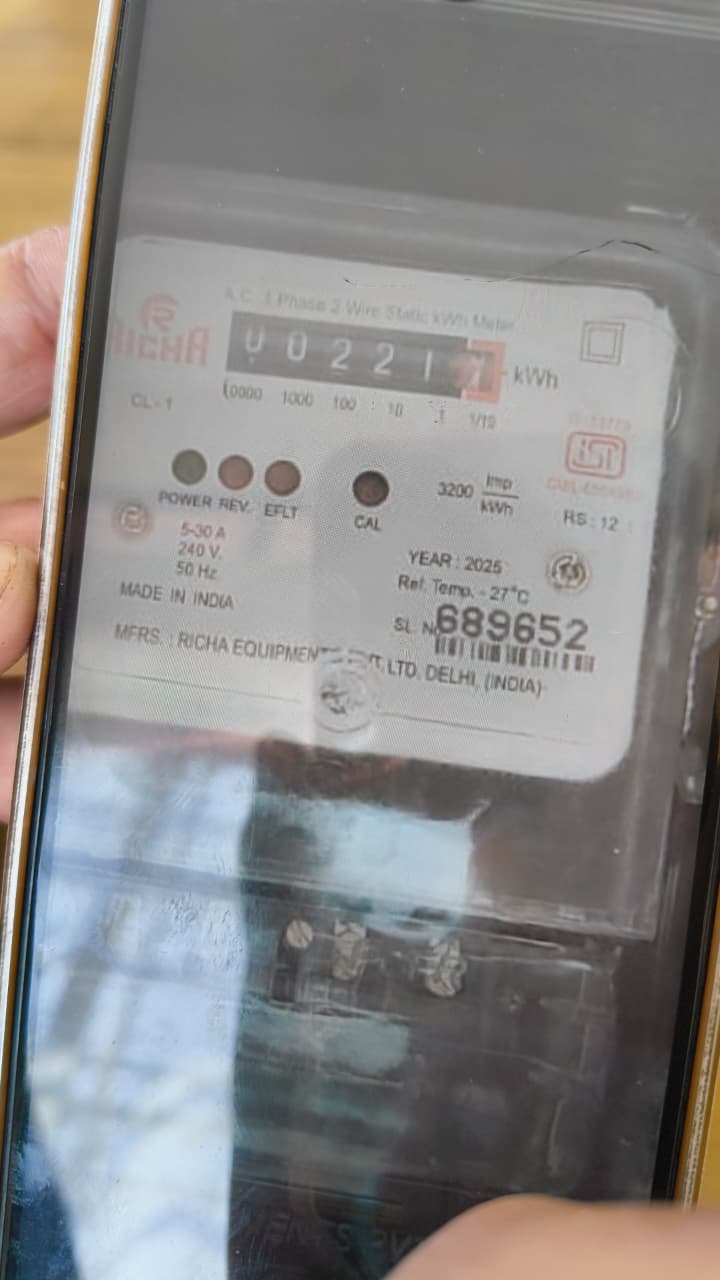 A.C. 1 Phase 2 Wire Static kWh Meter
RICHA
0 0 2 2 1
kWh
10000 1000 100 10 1 1/10
CL - 1
3200 Imp/kWh
POWER REV. EFLT
CAL
RS : 12
5-30 A
240 V.
50 Hz
YEAR : 2025
Ref. Temp. - 27°C
MADE IN INDIA
SL. No
689652
MFRS. : RICHA EQUIPMENTS PVT. LTD. DELHI, (INDIA)